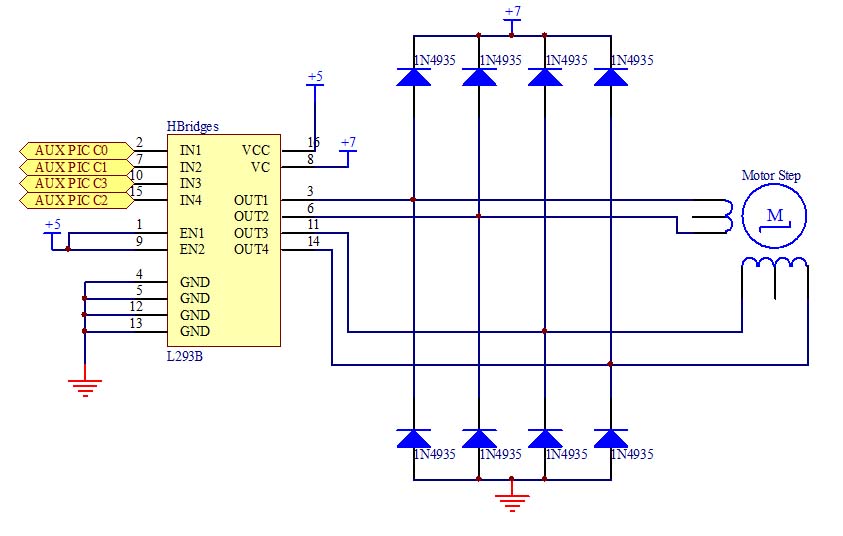 +7
1N4935 1N4935 1N4935 1N4935
+5
HBridges
+7
AUX PIC C0 2 IN1 VCC 16
AUX PIC C1 7 IN2 VC 8
AUX PIC C3 10 IN3
AUX PIC C2 15 IN4 OUT1 3
OUT2 6
+5 1 EN1 OUT3 11
9 EN2 OUT4 14
Motor Step
M
4 GND
5 GND
12 GND
13 GND
L293B
1N4935 1N4935 1N4935 1N4935